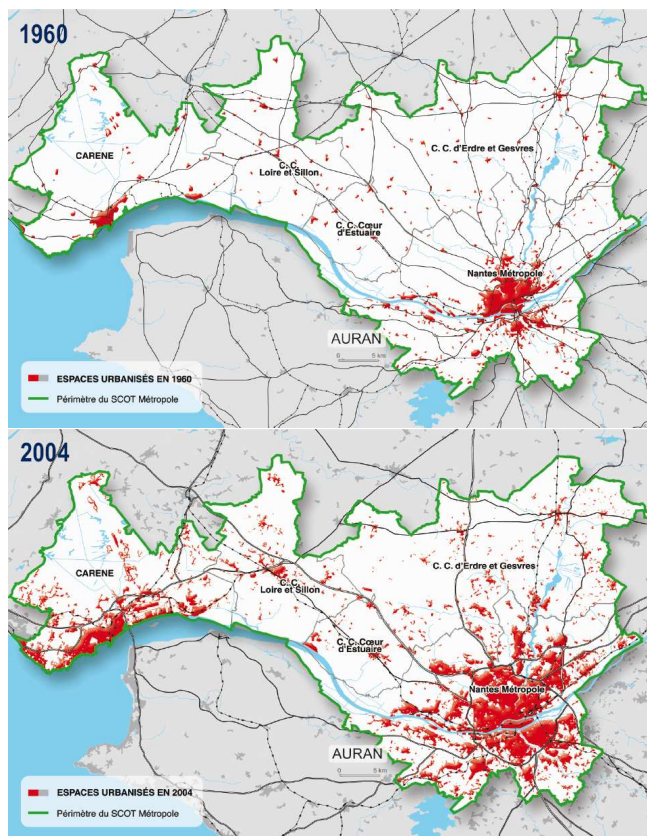 1960
CARENE
C. C.
Loire et Sillon
C. C. d'Erdre et Gesvres
C. C. Cœur
d'Estuaire
Nantes Métropole
AURAN
0 5 km
ESPACES URBANISÉS EN 1960
Périmètre du SCOT Métropole
2004
CARENE
C. C.
Loire et Sillon
C. C. d'Erdre et Gesvres
C. C. Cœur
d'Estuaire
Nantes Métropole
AURAN
0 5 km
ESPACES URBANISÉS EN 2004
Périmètre du SCOT Métropole